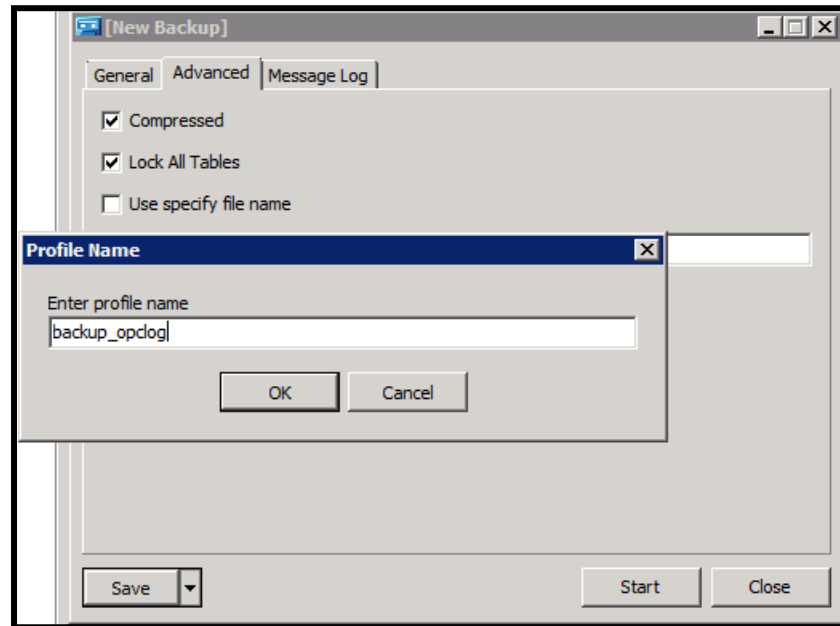 [New Backup]
General Advanced Message Log
Compressed
Lock All Tables
Use specify file name
Profile Name
Enter profile name
backup_opclog
OK Cancel
Save Start Close